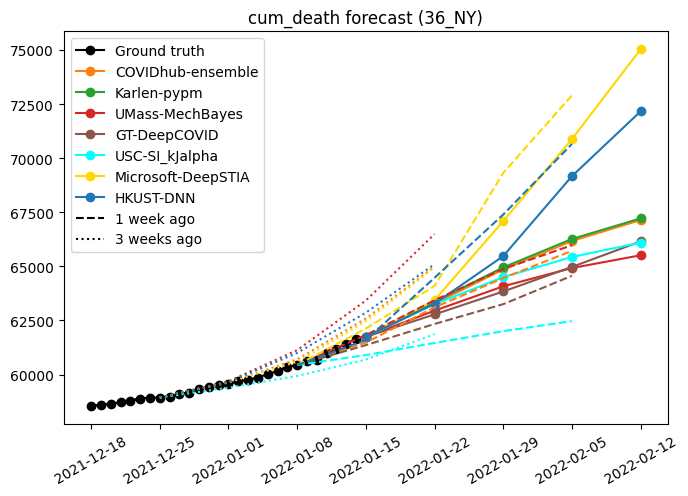 cum_death forecast (36_NY)
75000
72500
70000
67500
65000
62500
60000
Ground truth
COVIDhub-ensemble
Karlen-pypm
UMass-MechBayes
GT-DeepCOVID
USC-SI_kJalpha
Microsoft-DeepSTIA
HKUST-DNN
1 week ago
3 weeks ago
2021-12-18
2021-12-25
2022-01-01
2022-01-08
2022-01-15
2022-01-22
2022-01-29
2022-02-05
2022-02-12